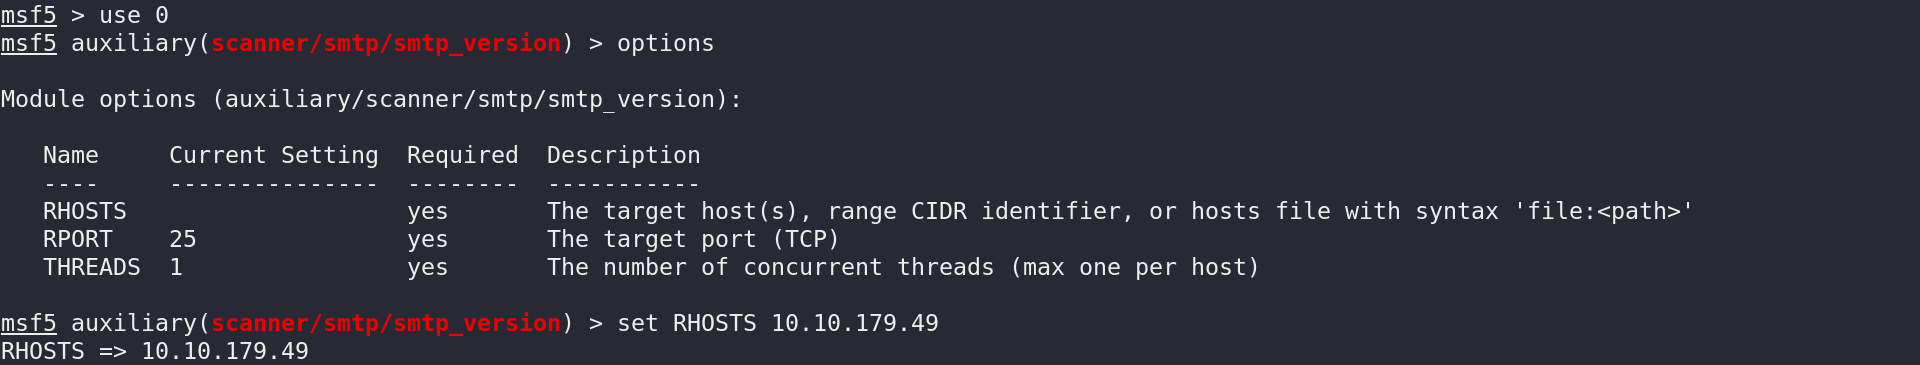 msf5 > use 0
msf5 auxiliary(scanner/smtp/smtp_version) > options
Module options (auxiliary/scanner/smtp/smtp_version):
   Name     Current Setting  Required  Description
   ----     ---------------  --------  -----------
   RHOSTS                    yes       The target host(s), range CIDR identifier, or hosts file with syntax 'file:<path>'
   RPORT    25               yes       The target port (TCP)
   THREADS  1                yes       The number of concurrent threads (max one per host)
msf5 auxiliary(scanner/smtp/smtp_version) > set RHOSTS 10.10.179.49
RHOSTS => 10.10.179.49